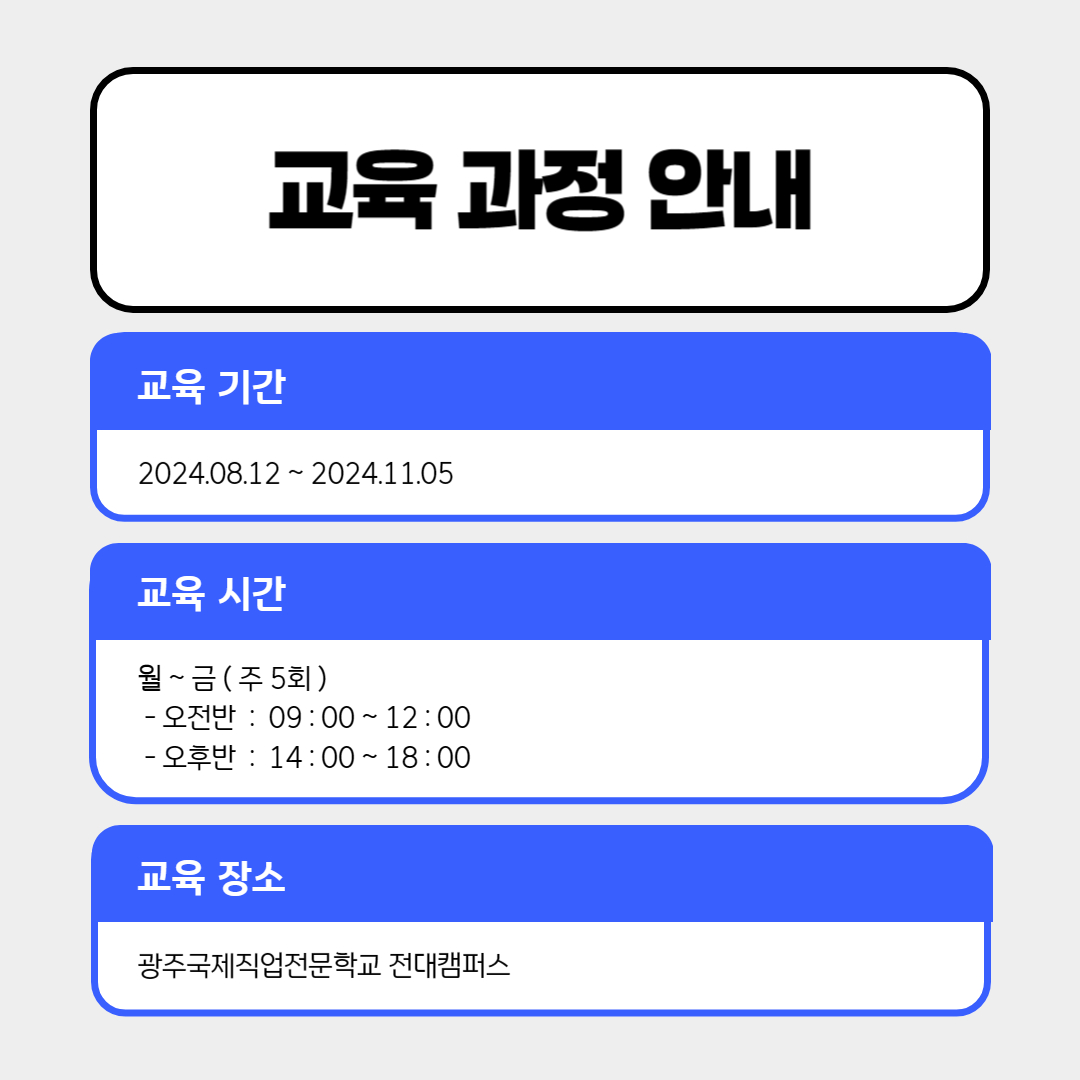 교육 과정 안내
교육 기간
2024.08.12 ~ 2024.11.05
교육 시간
월 ~ 금 ( 주 5회 )
- 오전반 : 09 : 00 ~ 12 : 00
- 오후반 : 14 : 00 ~ 18 : 00
교육 장소
광주국제직업전문학교 전대캠퍼스